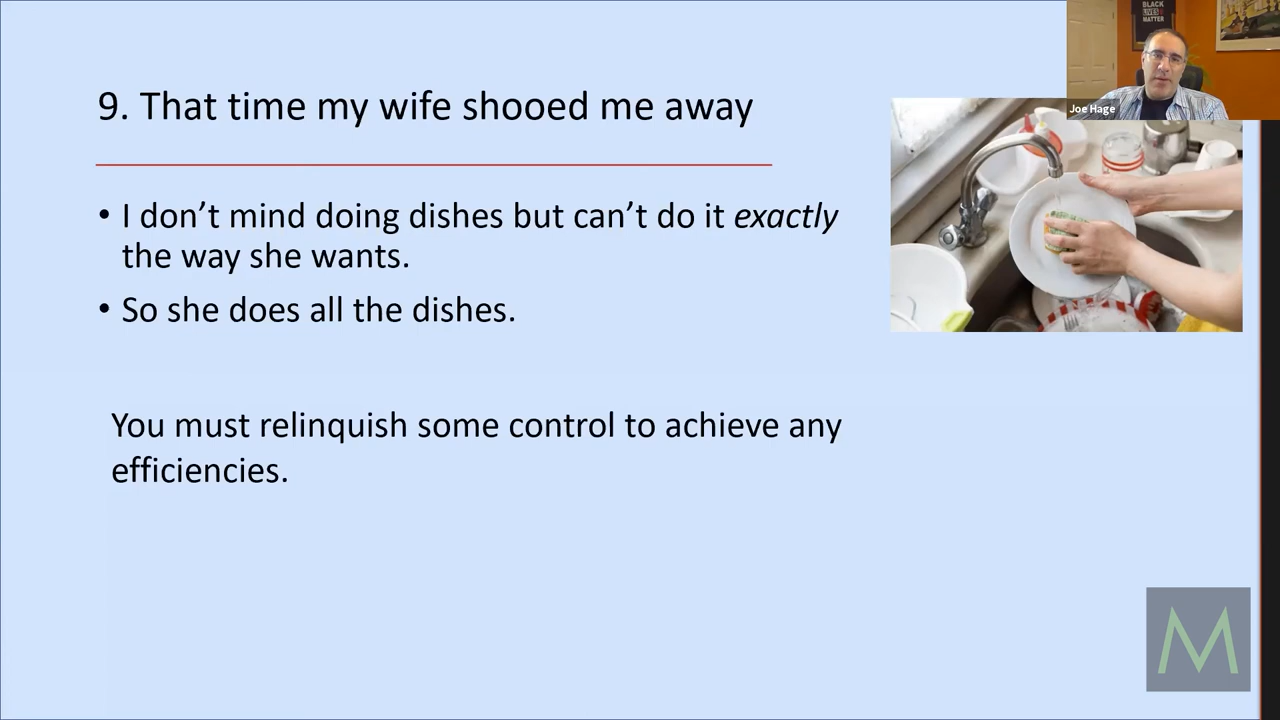 BLACK
LIVES
MATTER
Joe Hage
9. That time my wife shooed me away
• I don’t mind doing dishes but can’t do it exactly
the way she wants.
• So she does all the dishes.
You must relinquish some control to achieve any
efficiencies.
M